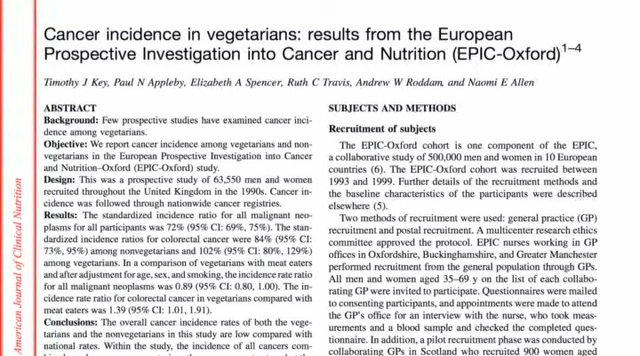 Cancer incidence in vegetarians: results from the European
Prospective Investigation into Cancer and Nutrition (EPIC-Oxford)1–4
Timothy J Key, Paul N Appleby, Elizabeth A Spencer, Ruth C Travis, Andrew W Roddam, and Naomi E Allen
ABSTRACT
Background: Few prospective studies have examined cancer inci-
dence among vegetarians.
Objective: We report cancer incidence among vegetarians and non-
vegetarians in the European Prospective Investigation into Cancer
and Nutrition–Oxford (EPIC-Oxford) study.
Design: This was a prospective study of 63,550 men and women
recruited throughout the United Kingdom in the 1990s. Cancer in-
cidence was followed through nationwide cancer registries.
Results: The standardized incidence ratio for all malignant neo-
plasms for all participants was 72% (95% CI: 69%, 75%). The stan-
dardized incidence ratios for colorectal cancer were 84% (95% CI:
73%, 95%) among nonvegetarians and 102% (95% CI: 80%, 129%)
among vegetarians. In a comparison of vegetarians with meat eaters
and after adjustment for age, sex, and smoking, the incidence rate ratio
for all malignant neoplasms was 0.89 (95% CI: 0.80, 1.00). The in-
cidence rate ratio for colorectal cancer in vegetarians compared with
meat eaters was 1.39 (95% CI: 1.01, 1.91).
Conclusions: The overall cancer incidence rates of both the vege-
tarians and the nonvegetarians in this study are low compared with
national rates. Within the study, the incidence of all cancers com-
SUBJECTS AND METHODS
Recruitment of subjects
The EPIC-Oxford cohort is one component of the EPIC,
a collaborative study of 500,000 men and women in 10 European
countries (6). The EPIC-Oxford cohort was recruited between
1993 and 1999. Further details of the recruitment methods and
the baseline characteristics of the participants were described
elsewhere (5).
Two methods of recruitment were used: general practice (GP)
recruitment and postal recruitment. A multicenter research ethics
committee approved the protocol. EPIC nurses working in GP
offices in Oxfordshire, Buckinghamshire, and Greater Manchester
performed recruitment from the general population through GPs.
All men and women aged 35–69 y on the list of each collabo-
rating GP were invited to participate. Questionnaires were mailed
to consenting participants, and appointments were made to attend
the GP's office for an interview with the nurse, who took meas-
urements and a blood sample and checked the completed ques-
tionnaire. In addition, a pilot recruitment phase was conducted by
collaborating GPs in Scotland who recruited 900 women aged
American Journal of Clinical Nutrition